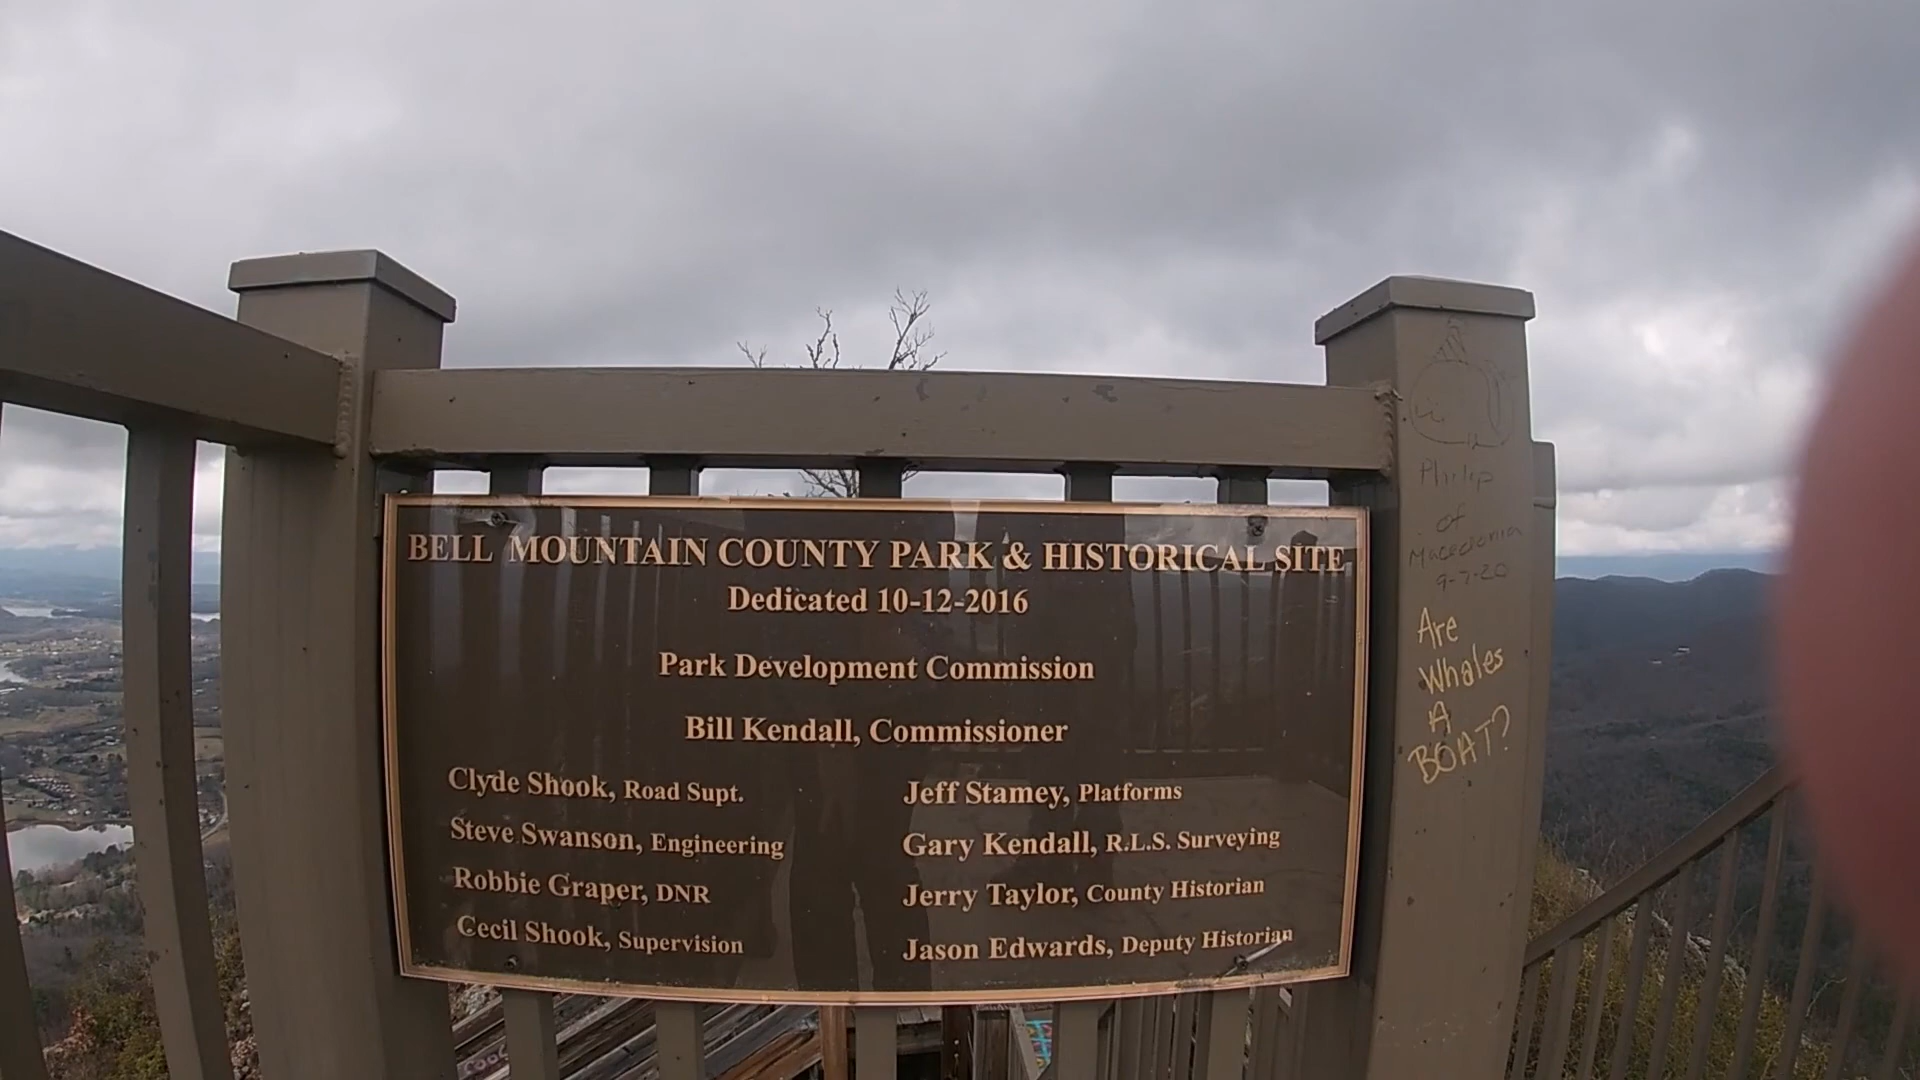 BELL MOUNTAIN COUNTY PARK & HISTORICAL SITE
Dedicated 10-12-2016
Park Development Commission
Bill Kendall, Commissioner
Clyde Shook, Road Supt.
Steve Swanson, Engineering
Robbie Graper, DNR
Cecil Shook, Supervision
Jeff Stamey, Platforms
Gary Kendall, R.L.S. Surveying
Jerry Taylor, County Historian
Jason Edwards, Deputy Historian
Philip
of
Macedonia
9-7-20
Are
Whales
A
BOAT?
COOL